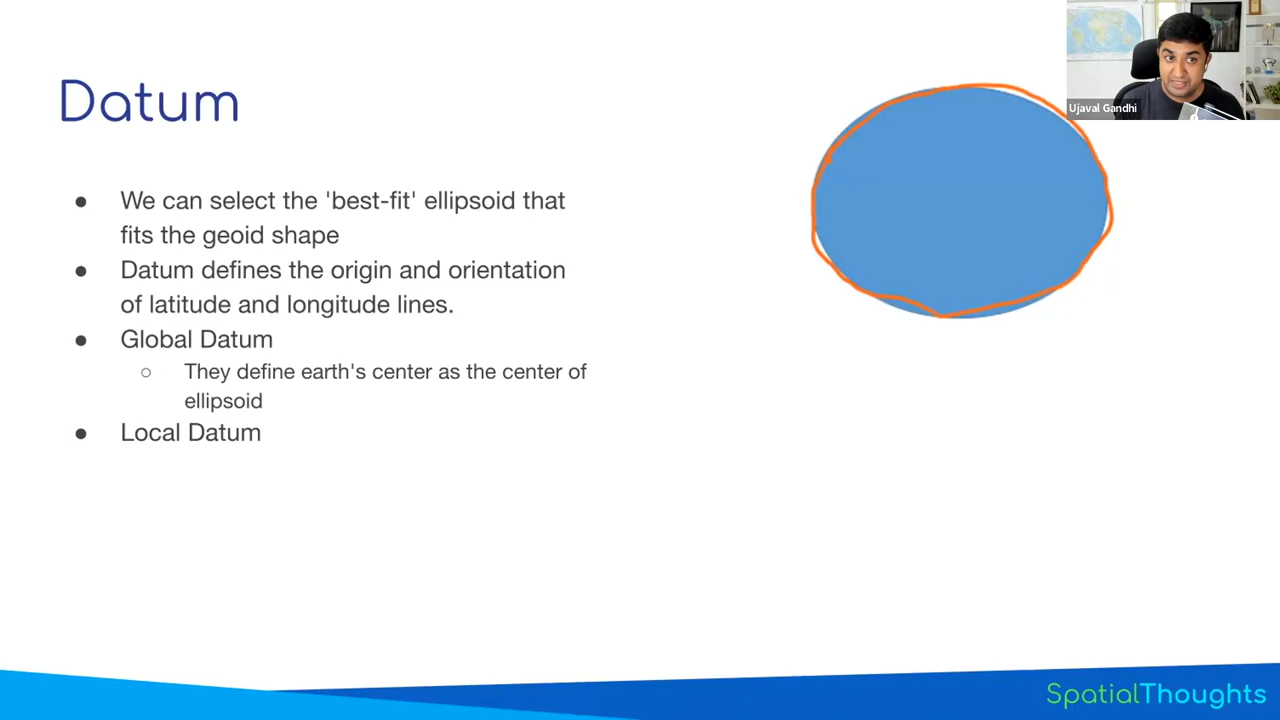 Datum
● We can select the 'best-fit' ellipsoid that
fits the geoid shape
● Datum defines the origin and orientation
of latitude and longitude lines.
● Global Datum
○ They define earth's center as the center of
ellipsoid
● Local Datum
Ujaval Gandhi
SpatialThoughts